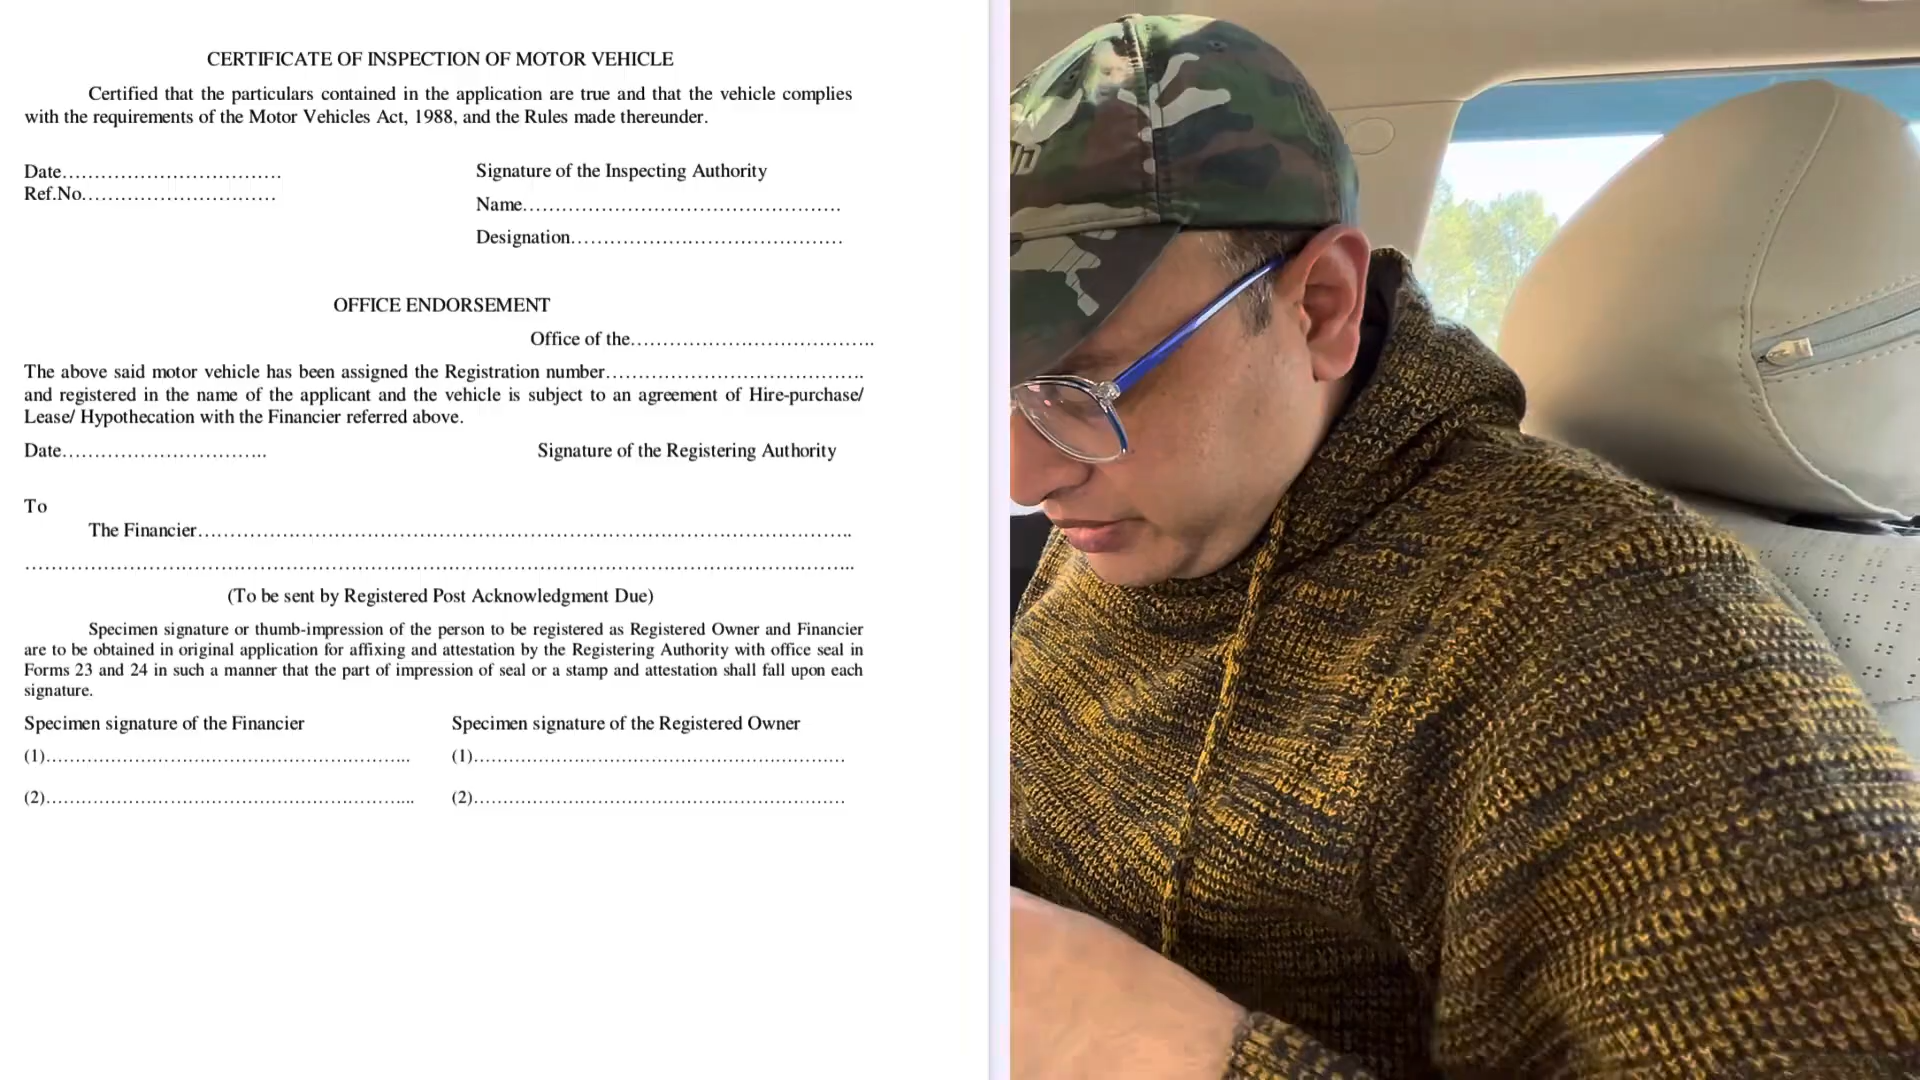 CERTIFICATE OF INSPECTION OF MOTOR VEHICLE
Certified that the particulars contained in the application are true and that the vehicle complies
with the requirements of the Motor Vehicles Act, 1988, and the Rules made thereunder.
Date……………………………
Ref.No…………………………
Signature of the Inspecting Authority
Name…………………………………………
Designation……………………………………
OFFICE ENDORSEMENT
Office of the………………………………..
The above said motor vehicle has been assigned the Registration number………………………………….
and registered in the name of the applicant and the vehicle is subject to an agreement of Hire-purchase/
Lease/ Hypothecation with the Financier referred above.
Date…………………………..
Signature of the Registering Authority
To
The Financier………………………………………………………………………………………..
………………………………………………………………………………………………………………..
(To be sent by Registered Post Acknowledgment Due)
Specimen signature or thumb-impression of the person to be registered as Registered Owner and Financier
are to be obtained in original application for affixing and attestation by the Registering Authority with office seal in
Forms 23 and 24 in such a manner that the part of impression of seal or a stamp and attestation shall fall upon each
signature.
Specimen signature of the Financier
Specimen signature of the Registered Owner
(1)………………………………………………..
(1)…………………………………………………
(2)………………………………………………....
(2)…………………………………………………